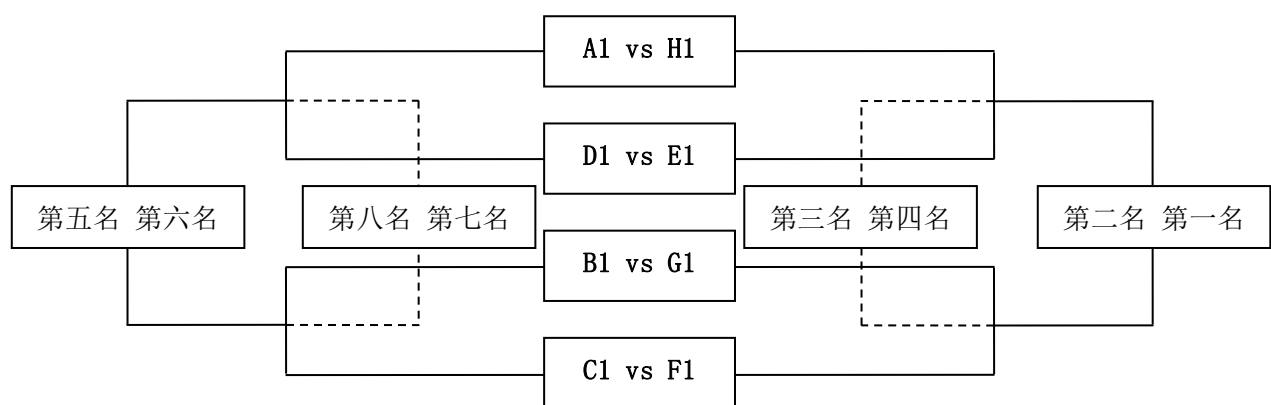 A1 vs H1
D1 vs E1
第五名 第六名
第八名 第七名
第三名 第四名
第二名 第一名
B1 vs G1
C1 vs F1